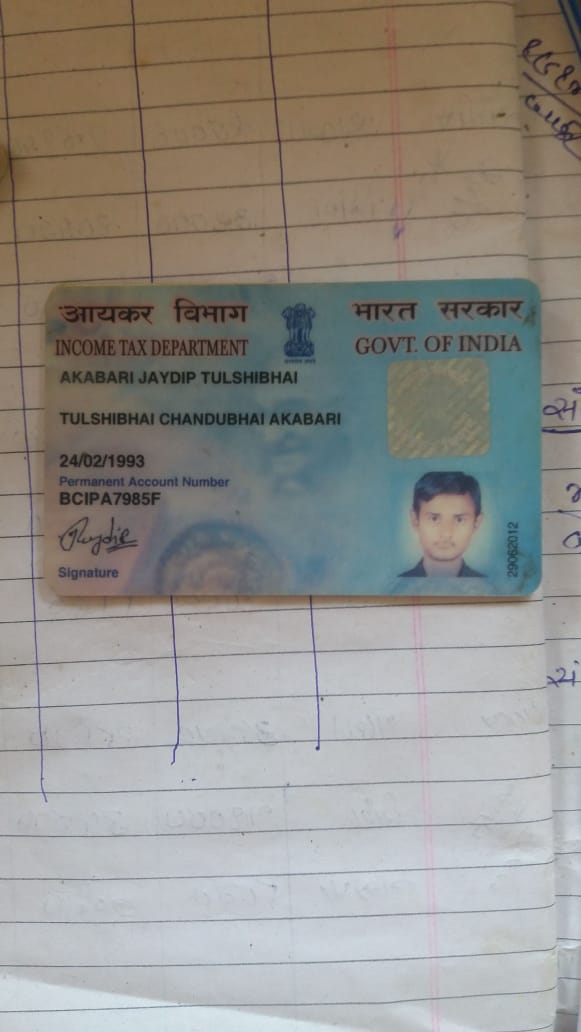 आयकर विभाग
भारत सरकार
INCOME TAX DEPARTMENT
GOVT. OF INDIA
AKABARI JAYDIP TULSHIBHAI
TULSHIBHAI CHANDUBHAI AKABARI
24/02/1993
Permanent Account Number
BCIPA7985F
Signature
29062012